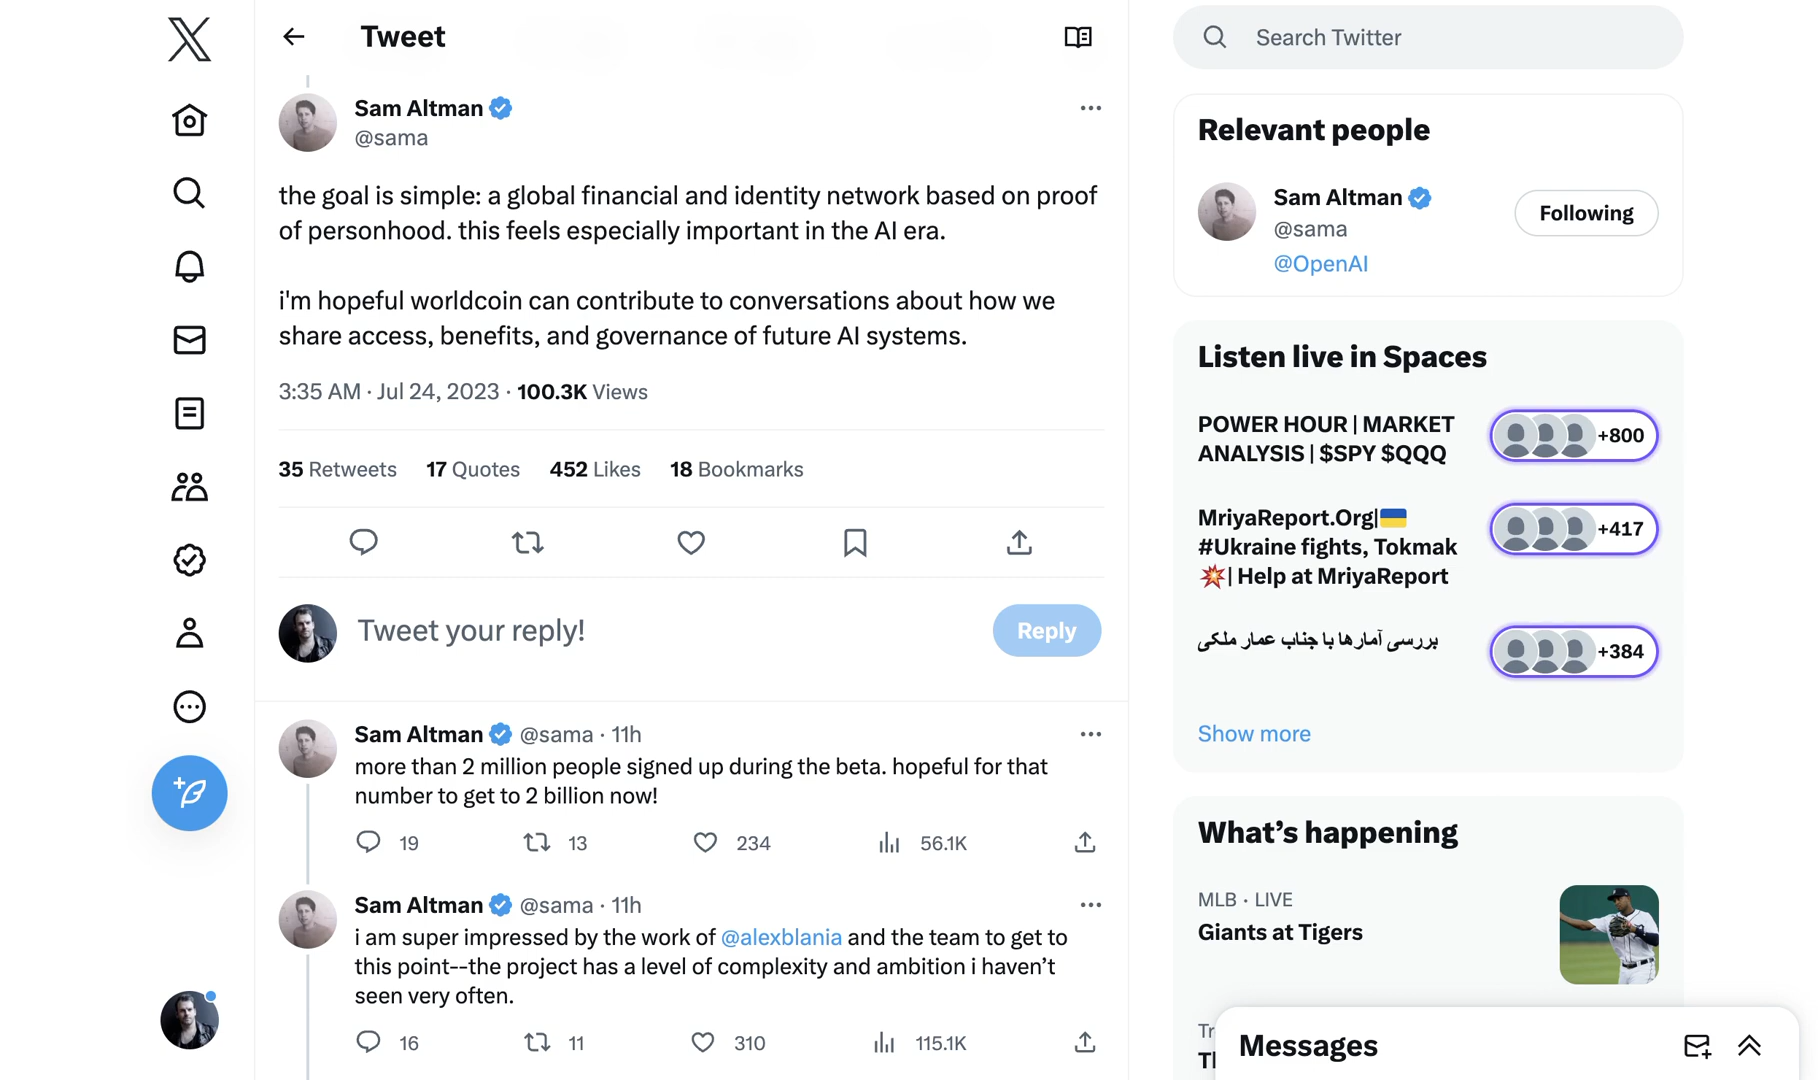 Tweet
Sam Altman
@sama
the goal is simple: a global financial and identity network based on proof
of personhood. this feels especially important in the AI era.
i'm hopeful worldcoin can contribute to conversations about how we
share access, benefits, and governance of future AI systems.
3:35 AM · Jul 24, 2023 · 100.3K Views
35 Retweets 17 Quotes 452 Likes 18 Bookmarks
Tweet your reply!
Reply
Sam Altman @sama · 11h
more than 2 million people signed up during the beta. hopeful for that
number to get to 2 billion now!
19 13 234 56.1K
Sam Altman @sama · 11h
i am super impressed by the work of @alexblania and the team to get to
this point--the project has a level of complexity and ambition i haven’t
seen very often.
16 11 310 115.1K
Search Twitter
Relevant people
Sam Altman
@sama
Following
@OpenAI
Listen live in Spaces
POWER HOUR | MARKET
ANALYSIS | $SPY $QQQ
+800
MriyaReport.Org|🇺🇦
#Ukraine fights, Tokmak
💥| Help at MriyaReport
+417
بررسی آمارها با جناب عمار ملکی
+384
Show more
What’s happening
MLB · LIVE
Giants at Tigers
Messages